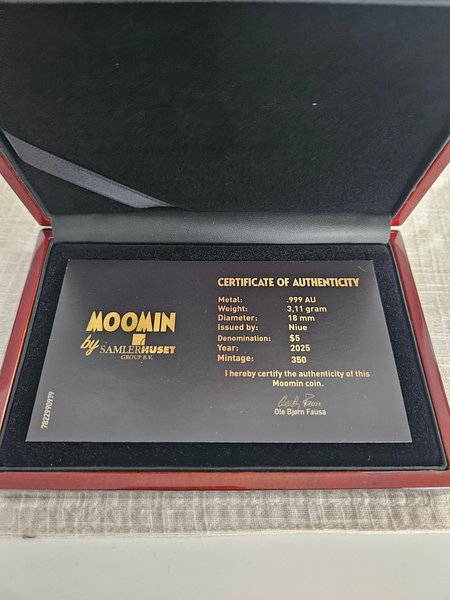 CERTIFICATE OF AUTHENTICITY
Metal: .999 AU
Weight: 3,11 gram
Diameter: 18 mm
Issued by: Niue
Denomination: $5
Year: 2025
Mintage: 350
I hereby certify the authenticity of this
Moomin coin.
Ole Bjørn Fausa
MOOMIN
by SAMLERHUSET
GROUP B.V.
7822990979